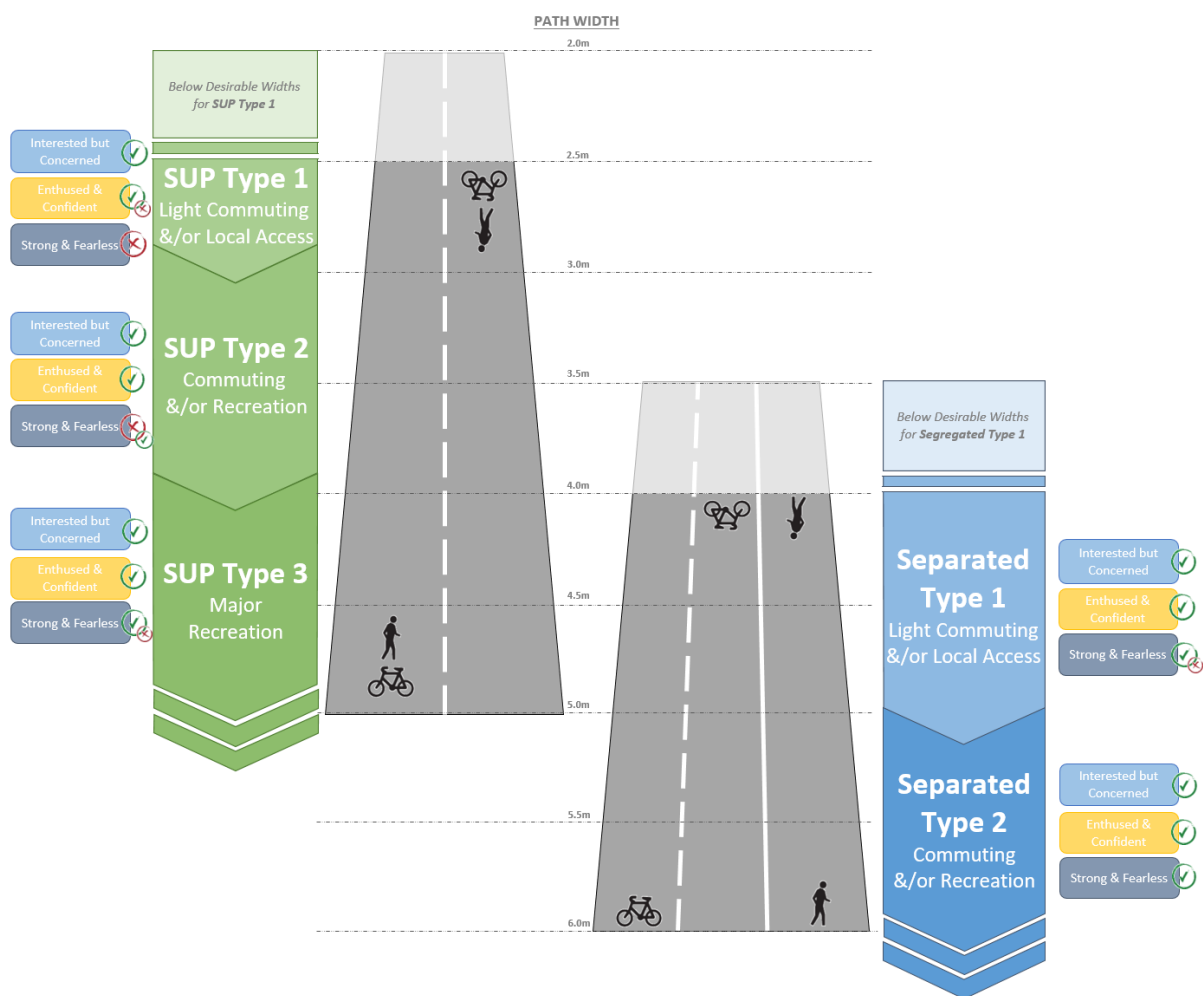 PATH WIDTH
2.0m
Below Desirable Widths
for SUP Type 1
Interested but
Concerned
2.5m
SUP Type 1
Enthused &
Confident
Light Commuting
&/or Local Access
Strong & Fearless
3.0m
Interested but
Concerned
SUP Type 2
Enthused &
Confident
Commuting
&/or Recreation
Strong & Fearless
3.5m
Below Desirable Widths
for Segregated Type 1
4.0m
Interested but
Concerned
SUP Type 3
Enthused &
Confident
Major
Recreation
Strong & Fearless
4.5m
Separated
Type 1
Light Commuting
&/or Local Access
Interested but
Concerned
Enthused &
Confident
Strong & Fearless
5.0m
Separated
Type 2
Commuting
&/or Recreation
Interested but
Concerned
Enthused &
Confident
Strong & Fearless
5.5m
6.0m